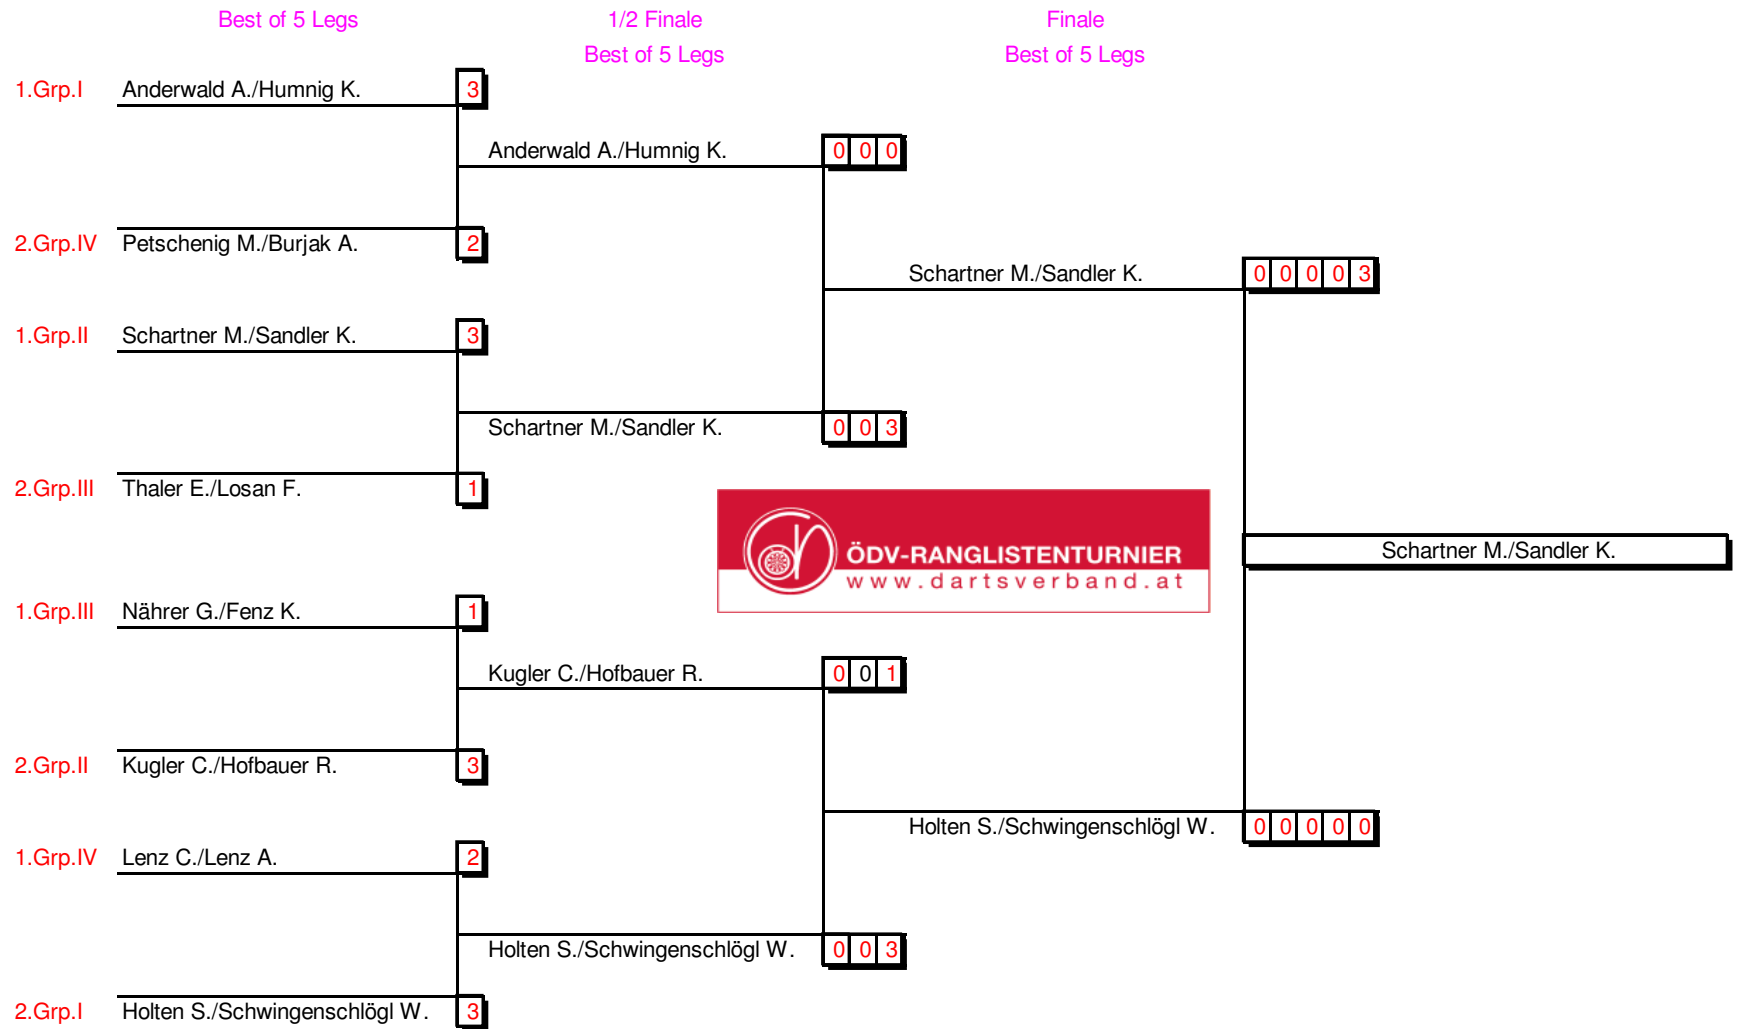 Best of 5 Legs 1/2 Finale Finale
Best of 5 Legs Best of 5 Legs
1.Grp.I Anderwald A./Humnig K. 3
Anderwald A./Humnig K. 0 0 0
2.Grp.IV Petschenig M./Burjak A. 2
Schartner M./Sandler K. 0 0 0 0 3
1.Grp.II Schartner M./Sandler K. 3
Schartner M./Sandler K. 0 0 3
2.Grp.III Thaler E./Losan F. 1
ÖDV-RANGLISTENTURNIER
www.dartsverband.at
Schartner M./Sandler K.
1.Grp.III Nährer G./Fenz K. 1
Kugler C./Hofbauer R. 0 0 1
2.Grp.II Kugler C./Hofbauer R. 3
Holten S./Schwingenschlögl W. 0 0 0 0 0
1.Grp.IV Lenz C./Lenz A. 2
Holten S./Schwingenschlögl W. 0 0 3
2.Grp.I Holten S./Schwingenschlögl W. 3